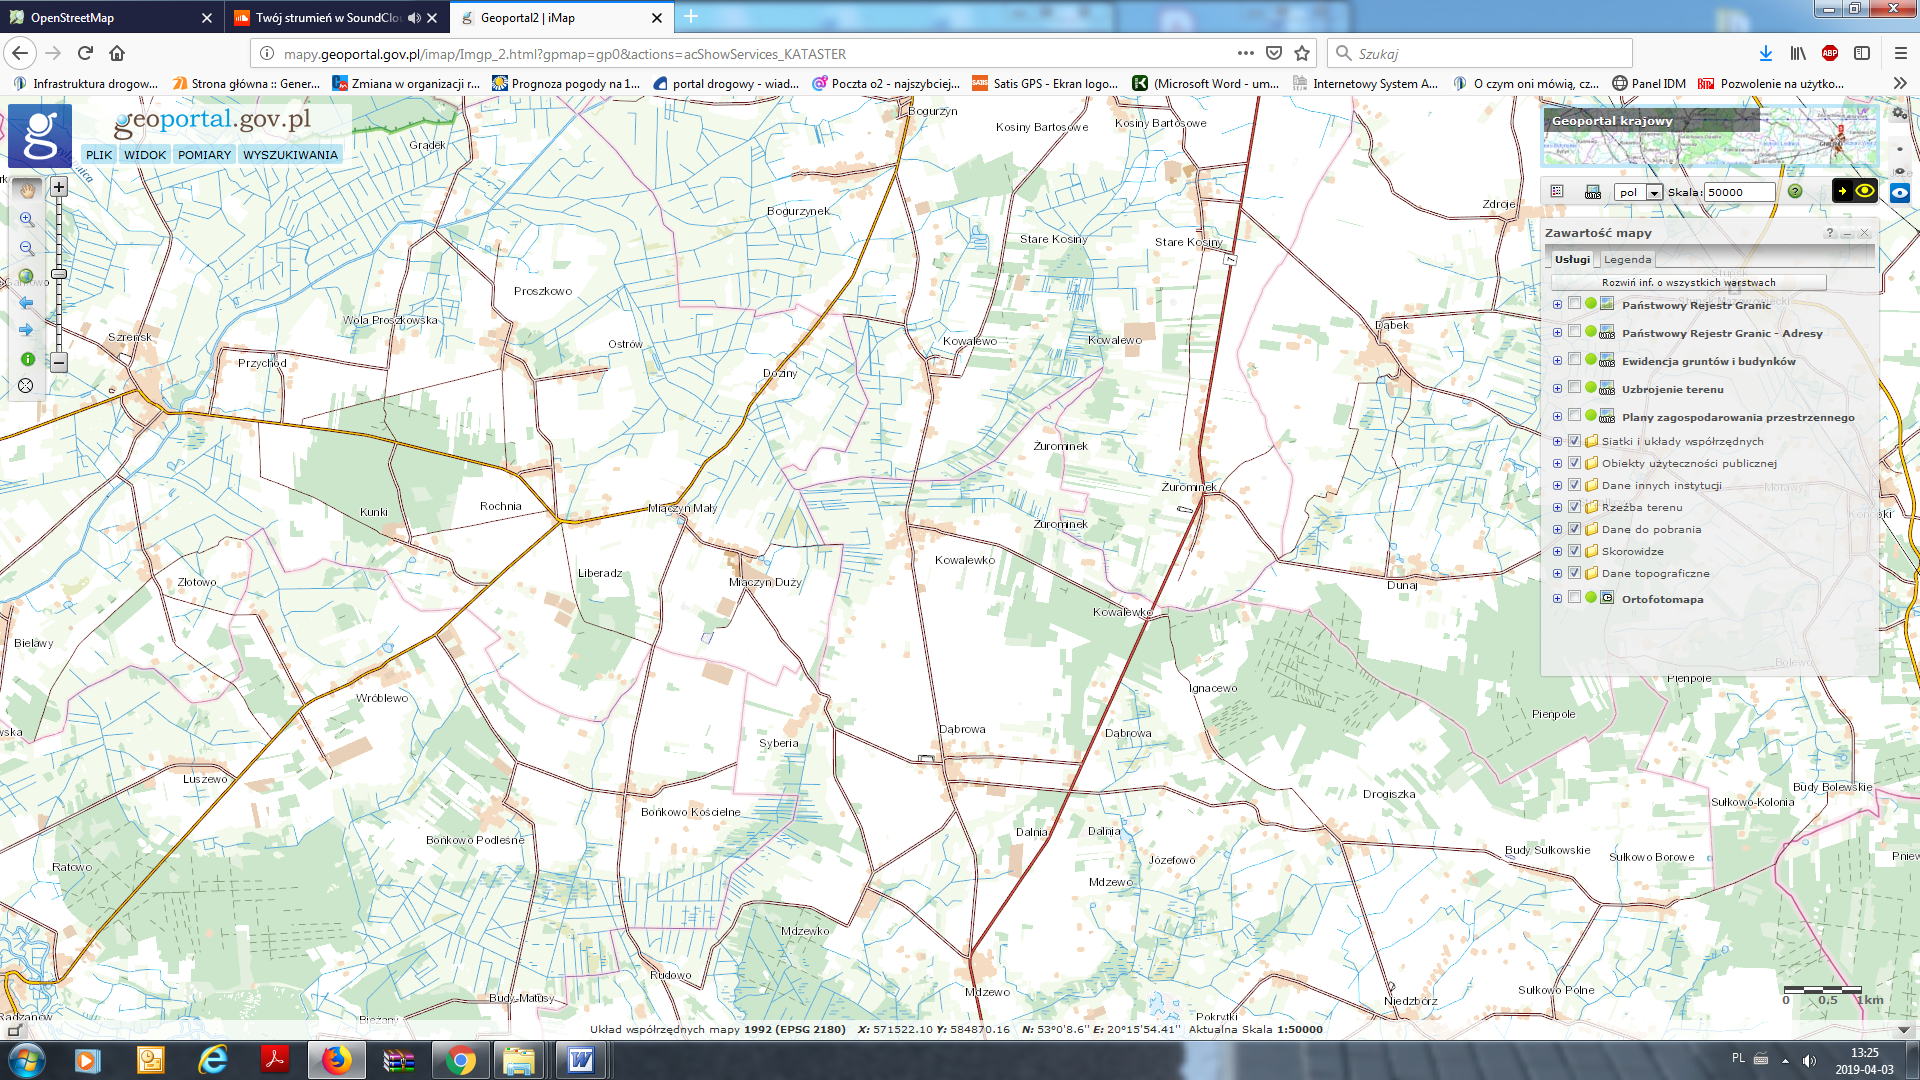 OpenStreetMap
Twój strumień w SoundClo
Geoportal2 | iMap
mapy.geoportal.gov.pl/imap/Imgp_2.html?gpmap=gp0&actions=acShowServices_KATASTER
Szukaj
ABP
Infrastruktura drogow...
Strona główna :: Gener...
Zmiana w organizacji r...
Prognoza pogody na 1...
portal drogowy - wiad...
Poczta o2 - najszybciej...
Satis GPS - Ekran logo...
(Microsoft Word - um...
Internetowy System A...
O czym oni mówią, cz...
Panel IDM
Pozwolenie na użytko...
geoportal.gov.pl
PLIK
WIDOK
POMIARY
WYSZUKIWANIA
Geoportal krajowy
pol
Skala:
50000
Zawartość mapy
Usługi
Legenda
Rozwiń inf. o wszystkich warstwach
Państwowy Rejestr Granic
Państwowy Rejestr Granic - Adresy
Ewidencja gruntów i budynków
Uzbrojenie terenu
Plany zagospodarowania przestrzennego
Siatki i układy współrzędnych
Obiekty użyteczności publicznej
Dane innych instytucji
Rzeźba terenu
Dane do pobrania
Skorowidze
Dane topograficzne
Ortofotomapa
Bogurzyn
Kosiny Bartosowe
Kosiny Bartosowe
Gradek
Bogurzynek
Zdroje
Stare Kosiny
Stare Kosiny
7
Proszkowo
Wola Proszkowska
Dąbek
Szreńsk
Ostrów
Kowalewo
Kowalewo
Przychód
Doziny
Żurominek
Żurominek
Rochnia
Miączyn Mały
Kunki
Żurominek
Kowalewko
Liberadz
Złotowo
Miączyn Duży
Dunaj
Kowalewko
Bielawy
Pienpole
Ignacewo
Wróblewo
Pienpole
Dąbrowa
Dąbrowa
Syberia
Luszewo
Budy Bolewskie
Drogiszka
Sułkowo-Kolonia
Bońkowo Kościelne
Dalnia
Dalnia
Bońkowo Podleśne
Budy Sułkowskie
Sułkowo Borowe
Józefowo
Ratowo
Mdzewo
Mdzewko
Rudowo
Mdzewo
Sułkowo Polne
Budy-Matusy
Niedzbórz
Radzanów
Bieżany
Pokrytki
0 0.5 1km
Układ współrzędnych mapy 1992 (EPSG 2180) X: 571522.10 Y: 584870.16 N: 53°0'8.6'' E: 20°15'54.41'' Aktualna Skala 1:50000
PL
13:25
2019-04-03